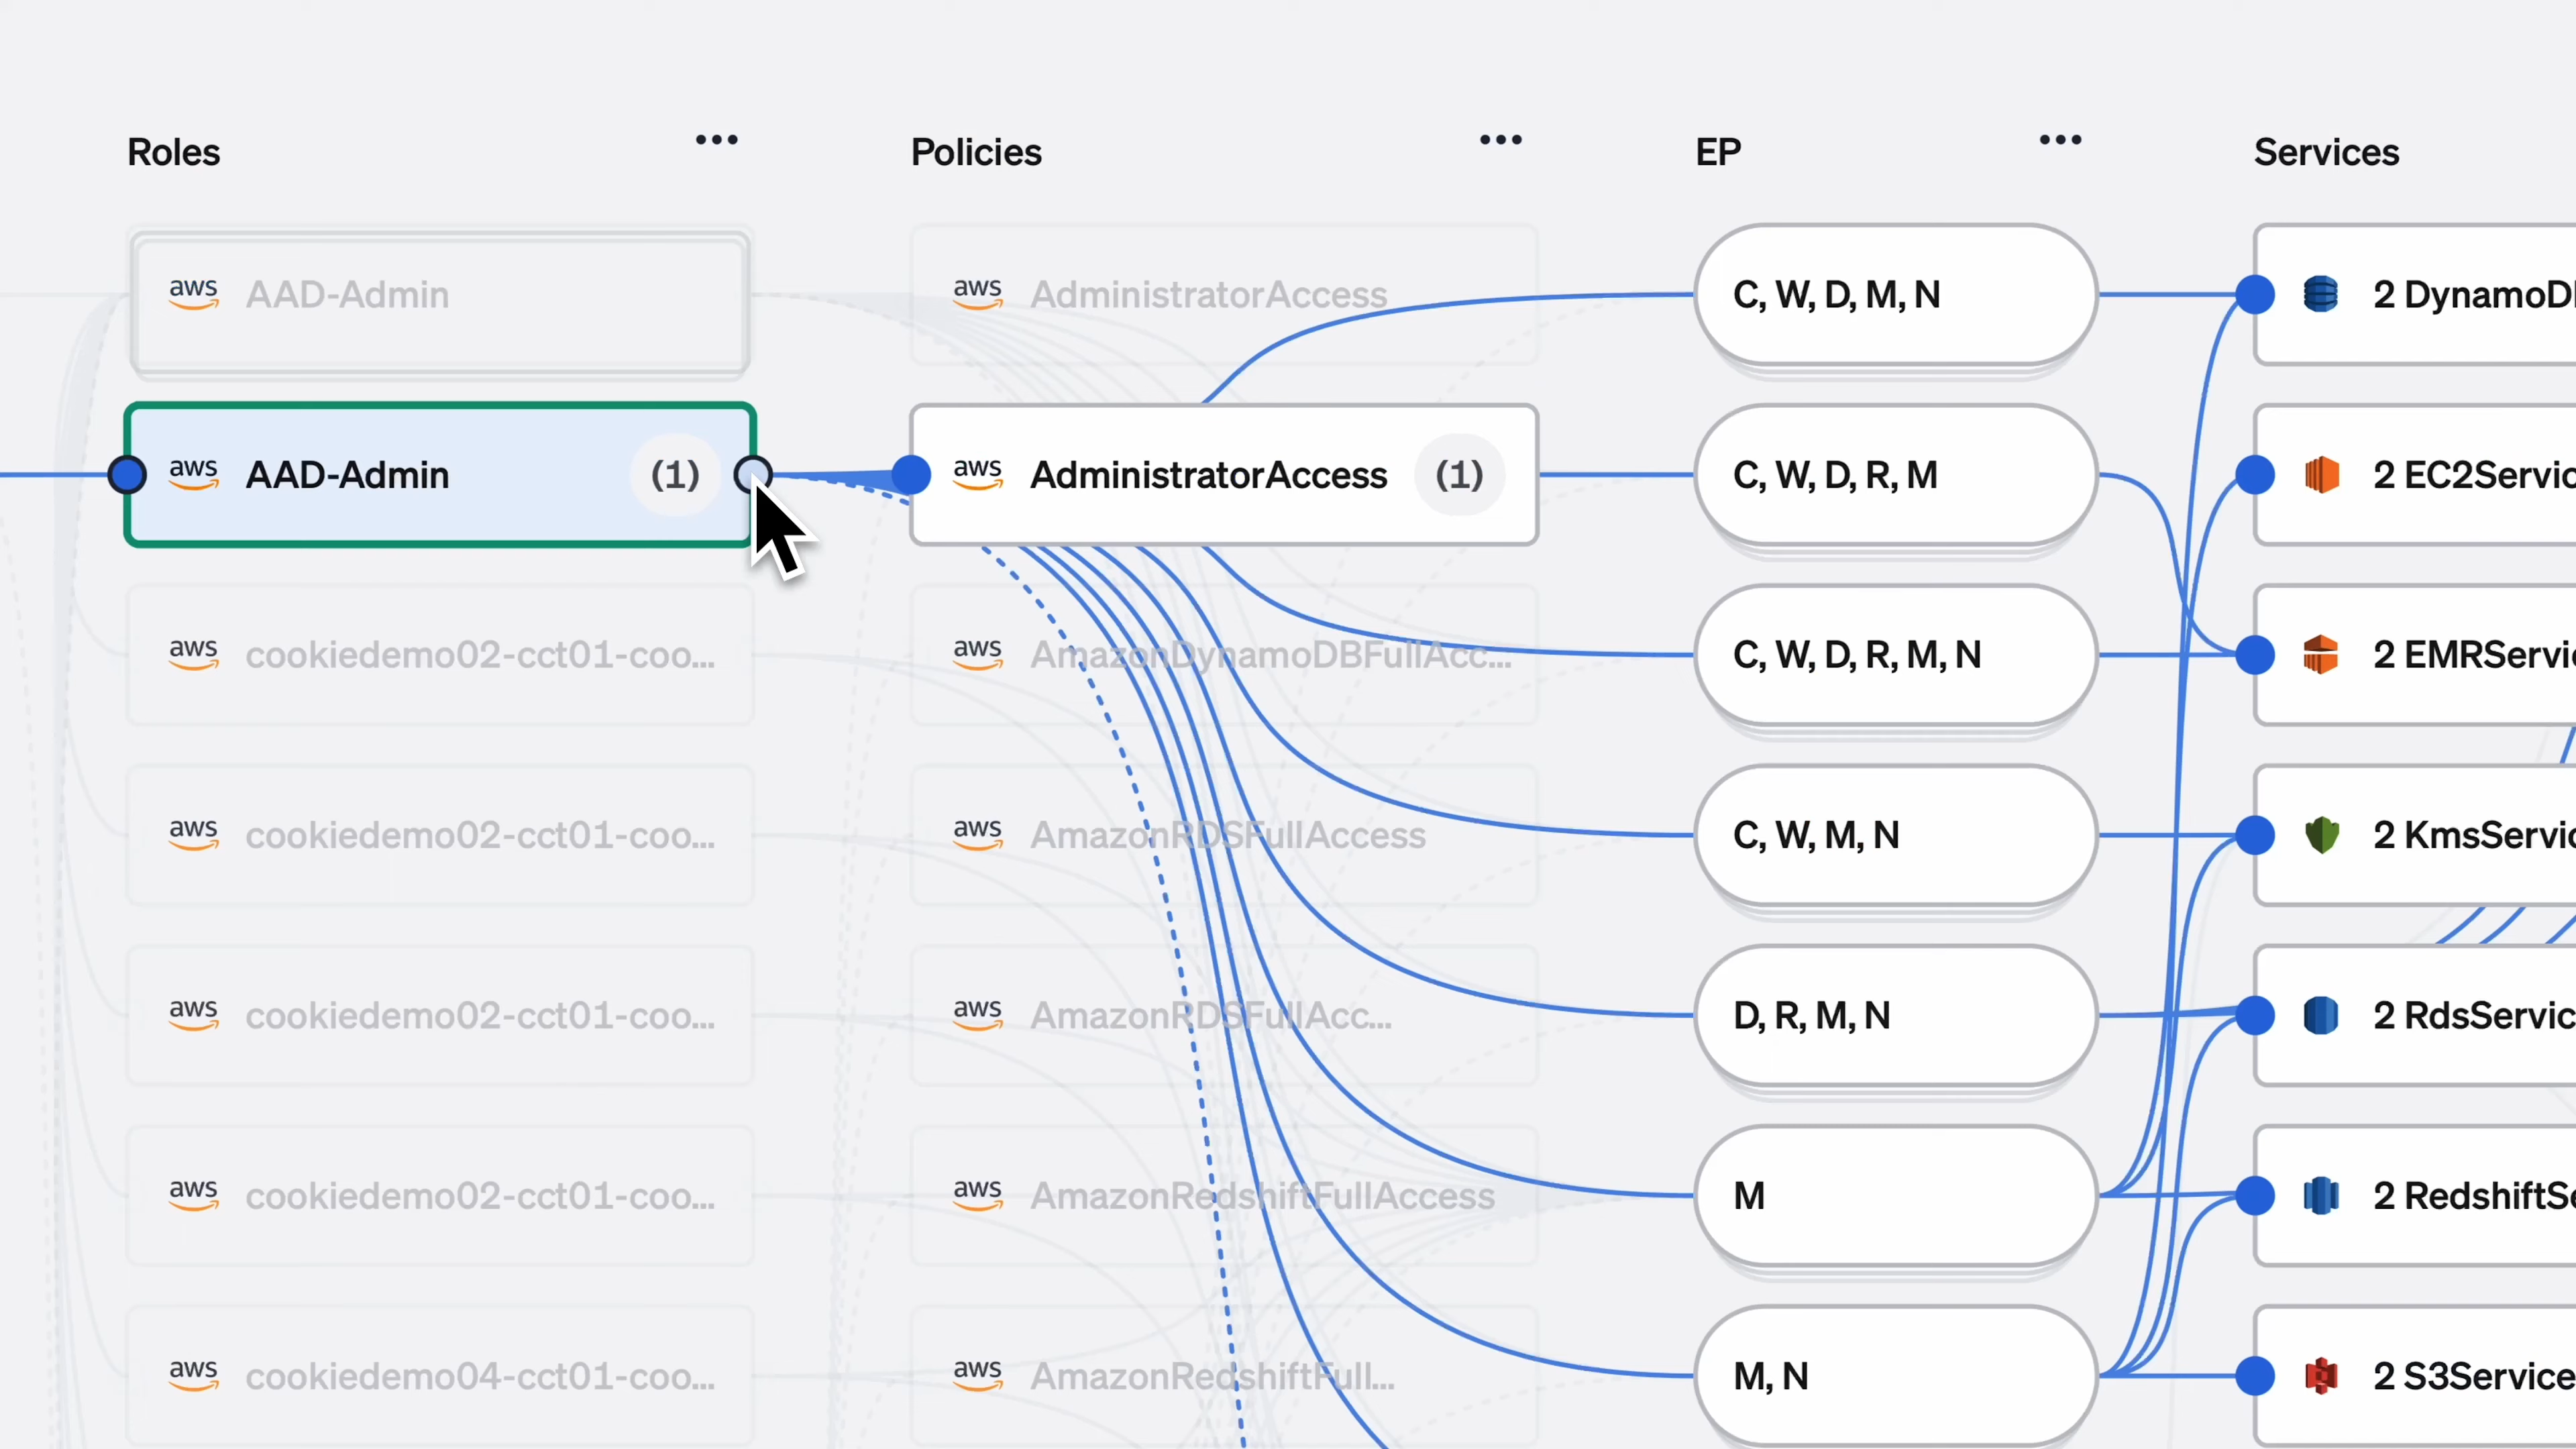 Roles
Policies
EP
Services
aws AAD-Admin
aws AdministratorAccess
C, W, D, M, N
2 DynamoD
aws AAD-Admin (1)
aws AdministratorAccess (1)
C, W, D, R, M
2 EC2Servic
aws cookiedemo02-cct01-coo...
aws AmazonDynamoDBFullAcc...
C, W, D, R, M, N
2 EMRServi
aws cookiedemo02-cct01-coo...
aws AmazonRDSFullAccess
C, W, M, N
2 KmsServic
aws cookiedemo02-cct01-coo...
aws AmazonRDSFullAcc...
D, R, M, N
2 RdsServic
aws cookiedemo02-cct01-coo...
aws AmazonRedshiftFullAccess
M
2 RedshiftSe
aws cookiedemo04-cct01-coo...
aws AmazonRedshiftFull...
M, N
2 S3Service